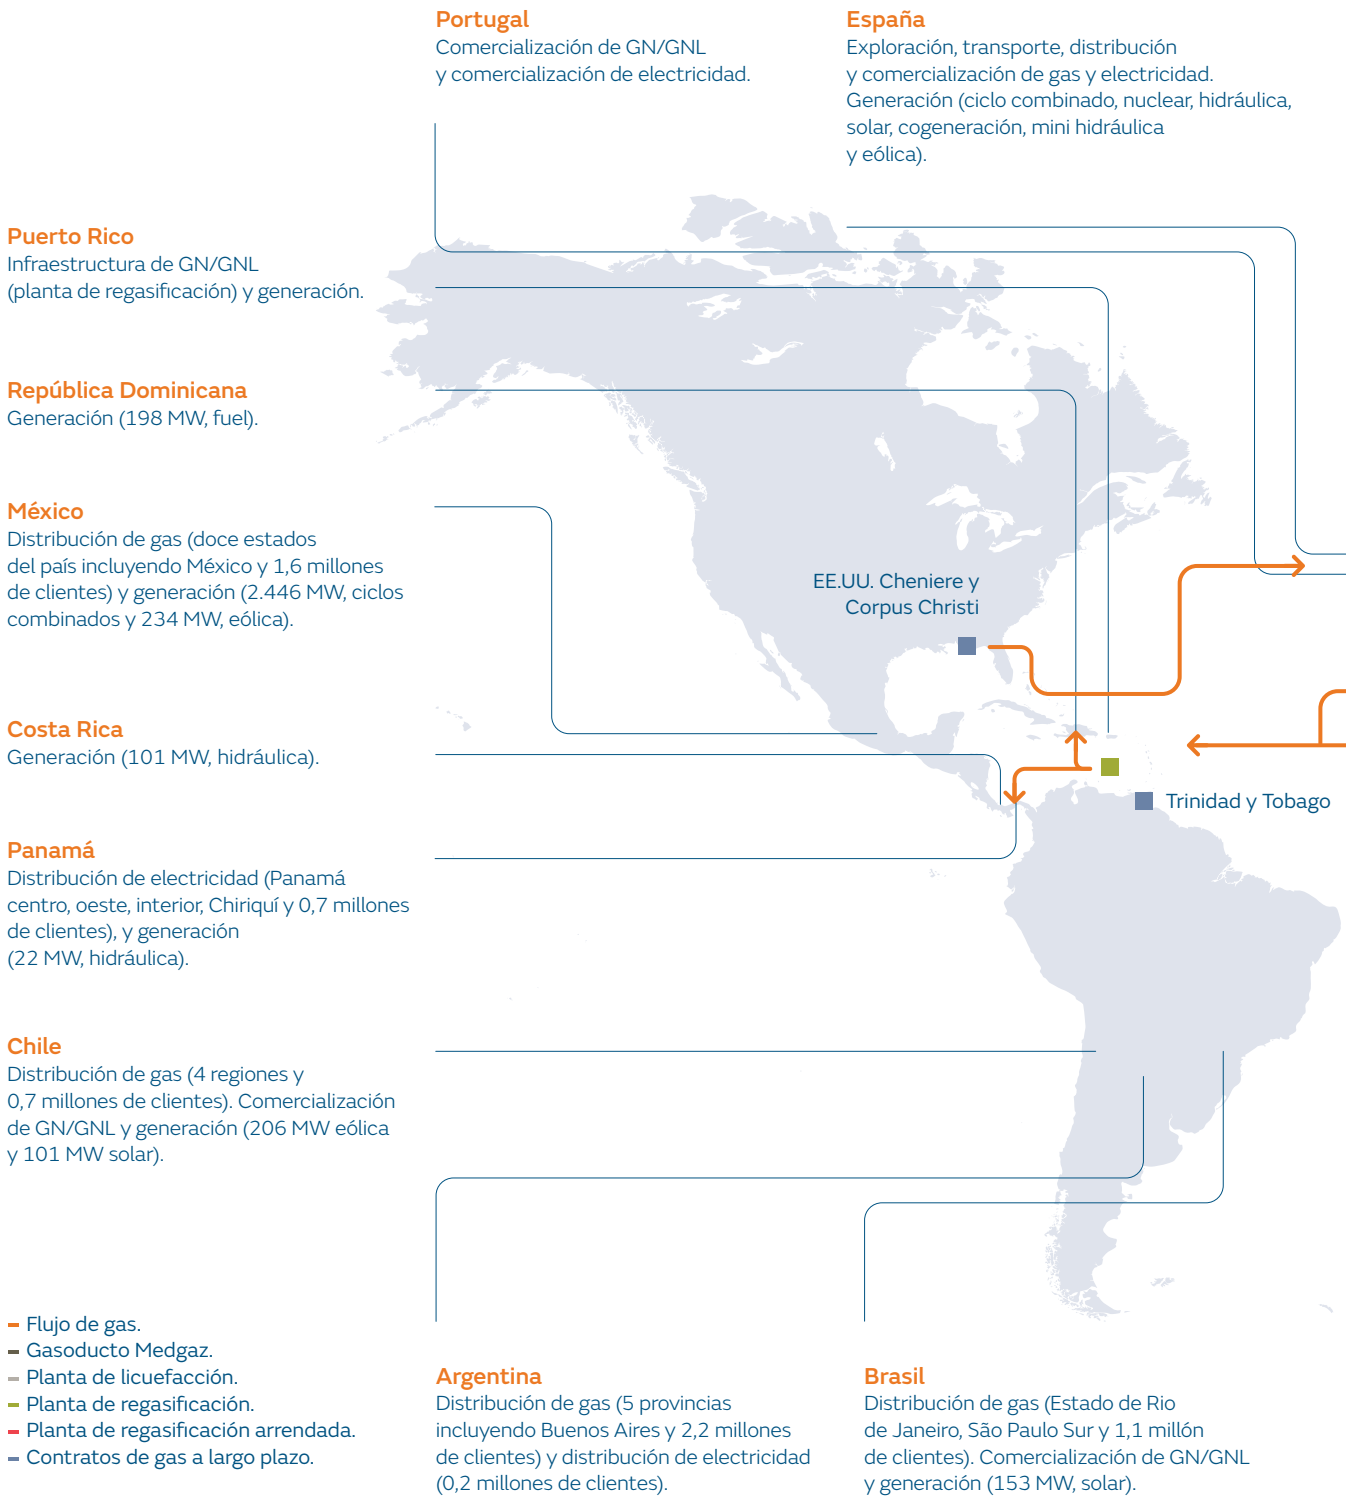 Portugal
Comercialización de GN/GNL
y comercialización de electricidad.
España
Exploración, transporte, distribución
y comercialización de gas y electricidad.
Generación (ciclo combinado, nuclear, hidráulica,
solar, cogeneración, mini hidráulica
y eólica).
Puerto Rico
Infraestructura de GN/GNL
(planta de regasificación) y generación.
República Dominicana
Generación (198 MW, fuel).
México
Distribución de gas (doce estados
del país incluyendo México y 1,6 millones
de clientes) y generación (2.446 MW, ciclos
combinados y 234 MW, eólica).
EE.UU. Cheniere y
Corpus Christi
Costa Rica
Generación (101 MW, hidráulica).
Trinidad y Tobago
Panamá
Distribución de electricidad (Panamá
centro, oeste, interior, Chiriquí y 0,7 millones
de clientes), y generación
(22 MW, hidráulica).
Chile
Distribución de gas (4 regiones y
0,7 millones de clientes). Comercialización
de GN/GNL y generación (206 MW eólica
y 101 MW solar).
Flujo de gas.
Gasoducto Medgaz.
Planta de licuefacción.
Planta de regasificación.
Planta de regasificación arrendada.
Contratos de gas a largo plazo.
Argentina
Distribución de gas (5 provincias
incluyendo Buenos Aires y 2,2 millones
de clientes) y distribución de electricidad
(0,2 millones de clientes).
Brasil
Distribución de gas (Estado de Rio
de Janeiro, São Paulo Sur y 1,1 millón
de clientes). Comercialización de GN/GNL
y generación (153 MW, solar).